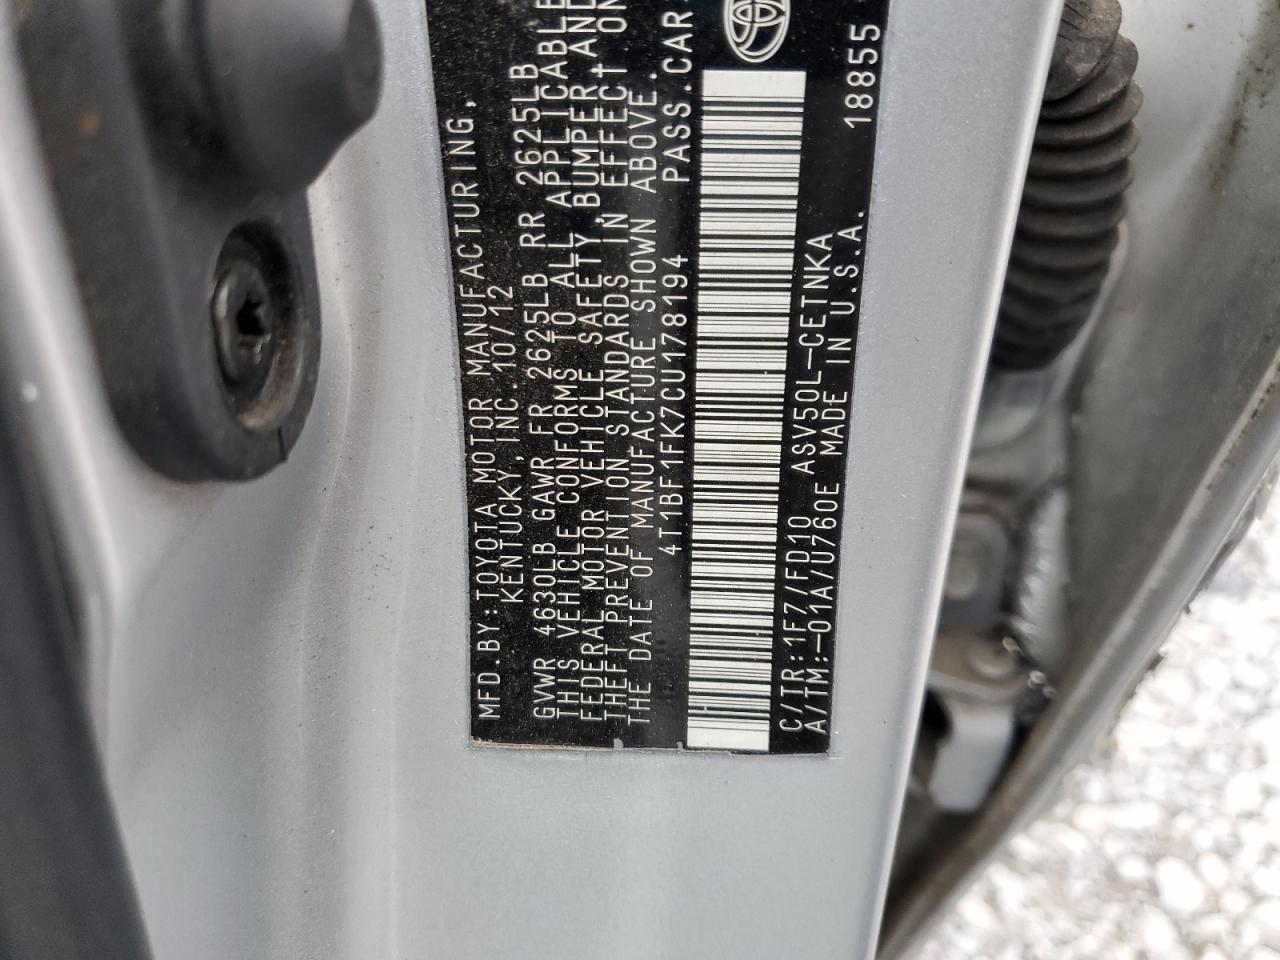 MFD.BY:TOYOTA MOTOR MANUFACTURING,
KENTUCKY,INC. 10/12
GVWR 4630LB GAWR FR 2625LB RR 2625LB
THIS VEHICLE CONFORMS TO ALL APPLICABLE
FEDERAL MOTOR VEHICLE SAFETY,BUMPER,AND
THEFT PREVENTION STANDARDS IN EFFECT ON
THE DATE OF MANUFACTURE SHOWN ABOVE.
4T1BF1FK7CU178194 PASS.CAR
C/TR:1F7/FD10 ASV50L-CETNKA
A/TM:-01A/U760E MADE IN U.S.A. 18855